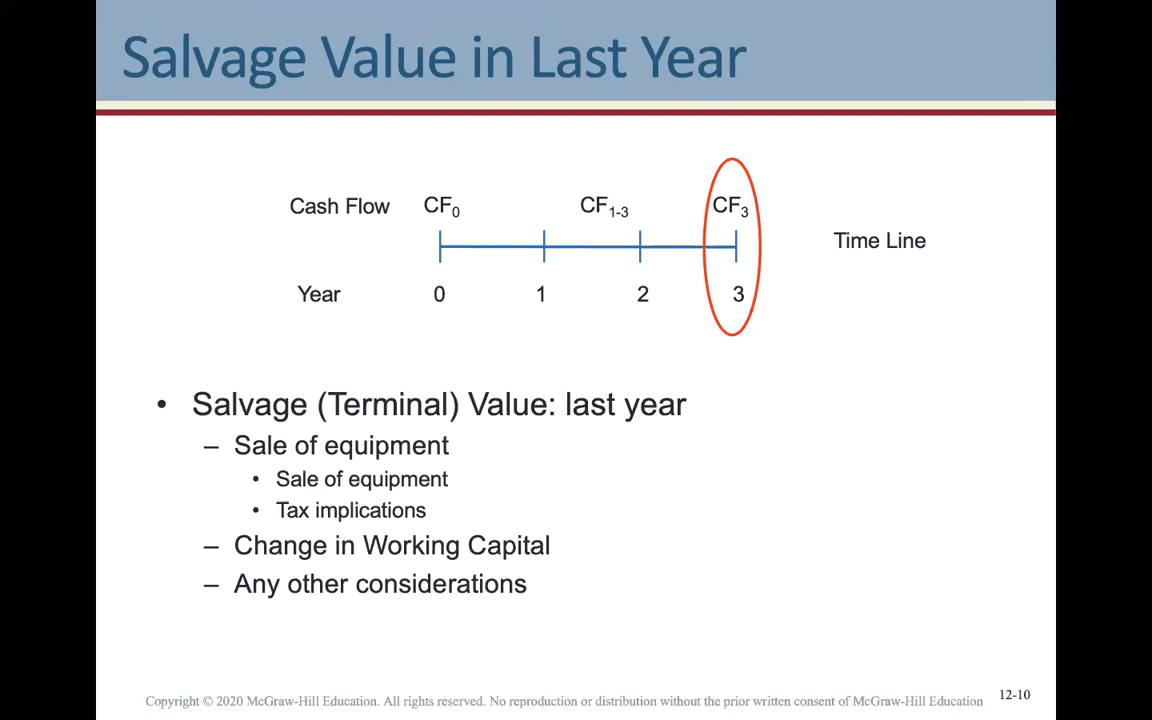 Salvage Value in Last Year
Cash Flow CF₀ CF₁₋₃ CF₃
Time Line
Year 0 1 2 3
• Salvage (Terminal) Value: last year
– Sale of equipment
• Sale of equipment
• Tax implications
– Change in Working Capital
– Any other considerations
Copyright © 2020 McGraw-Hill Education. All rights reserved. No reproduction or distribution without the prior written consent of McGraw-Hill Education
12-10